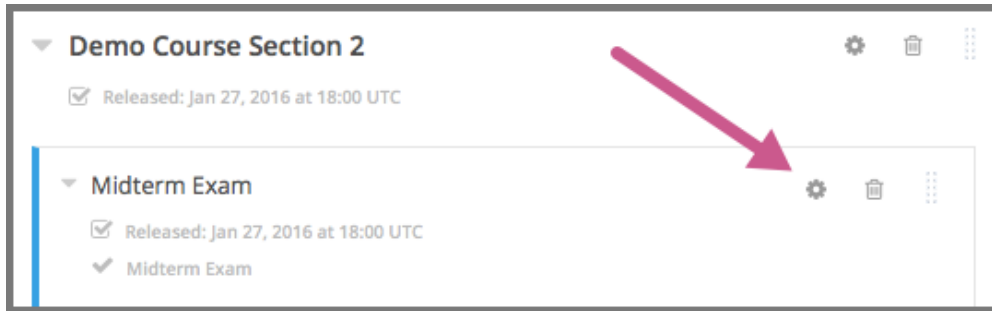 Demo Course Section 2
Released: Jan 27, 2016 at 18:00 UTC
Midterm Exam
Released: Jan 27, 2016 at 18:00 UTC
Midterm Exam